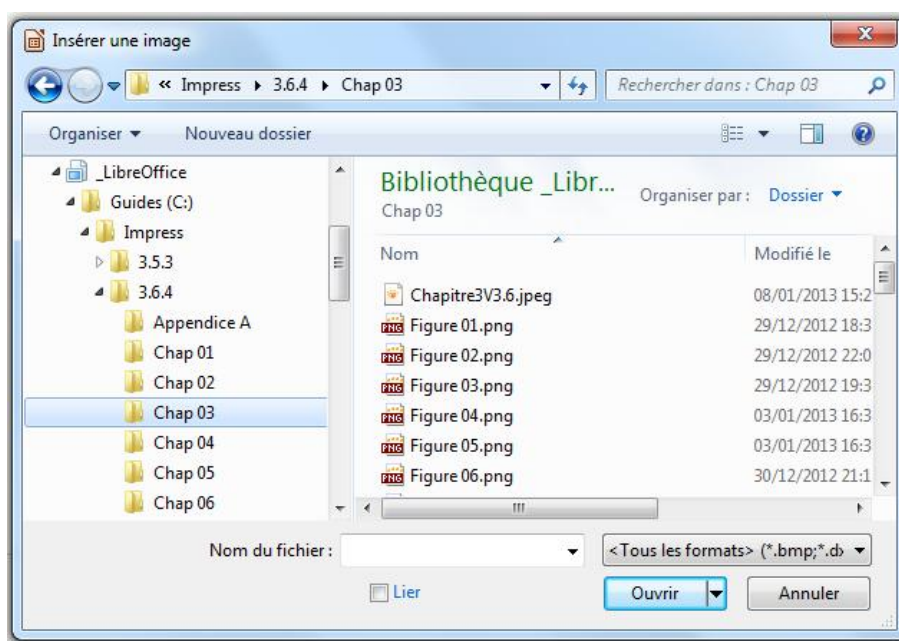 Insérer une image
« Impress 3.6.4 Chap 03
Rechercher dans : Chap 03
Organiser Nouveau dossier
_LibreOffice
Guides (C:)
Impress
3.5.3
3.6.4
Appendice A
Chap 01
Chap 02
Chap 03
Chap 04
Chap 05
Chap 06
Bibliothèque _Libr...
Chap 03
Organiser par : Dossier
Nom Modifié le
Chapitre3V3.6.jpeg 08/01/2013 15:2
PNG Figure 01.png 29/12/2012 18:3
PNG Figure 02.png 29/12/2012 22:0
PNG Figure 03.png 29/12/2012 19:3
PNG Figure 04.png 03/01/2013 16:3
PNG Figure 05.png 03/01/2013 16:3
PNG Figure 06.png 30/12/2012 21:1
Nom du fichier :
<Tous les formats> (*.bmp;*.d
Lier
Ouvrir Annuler